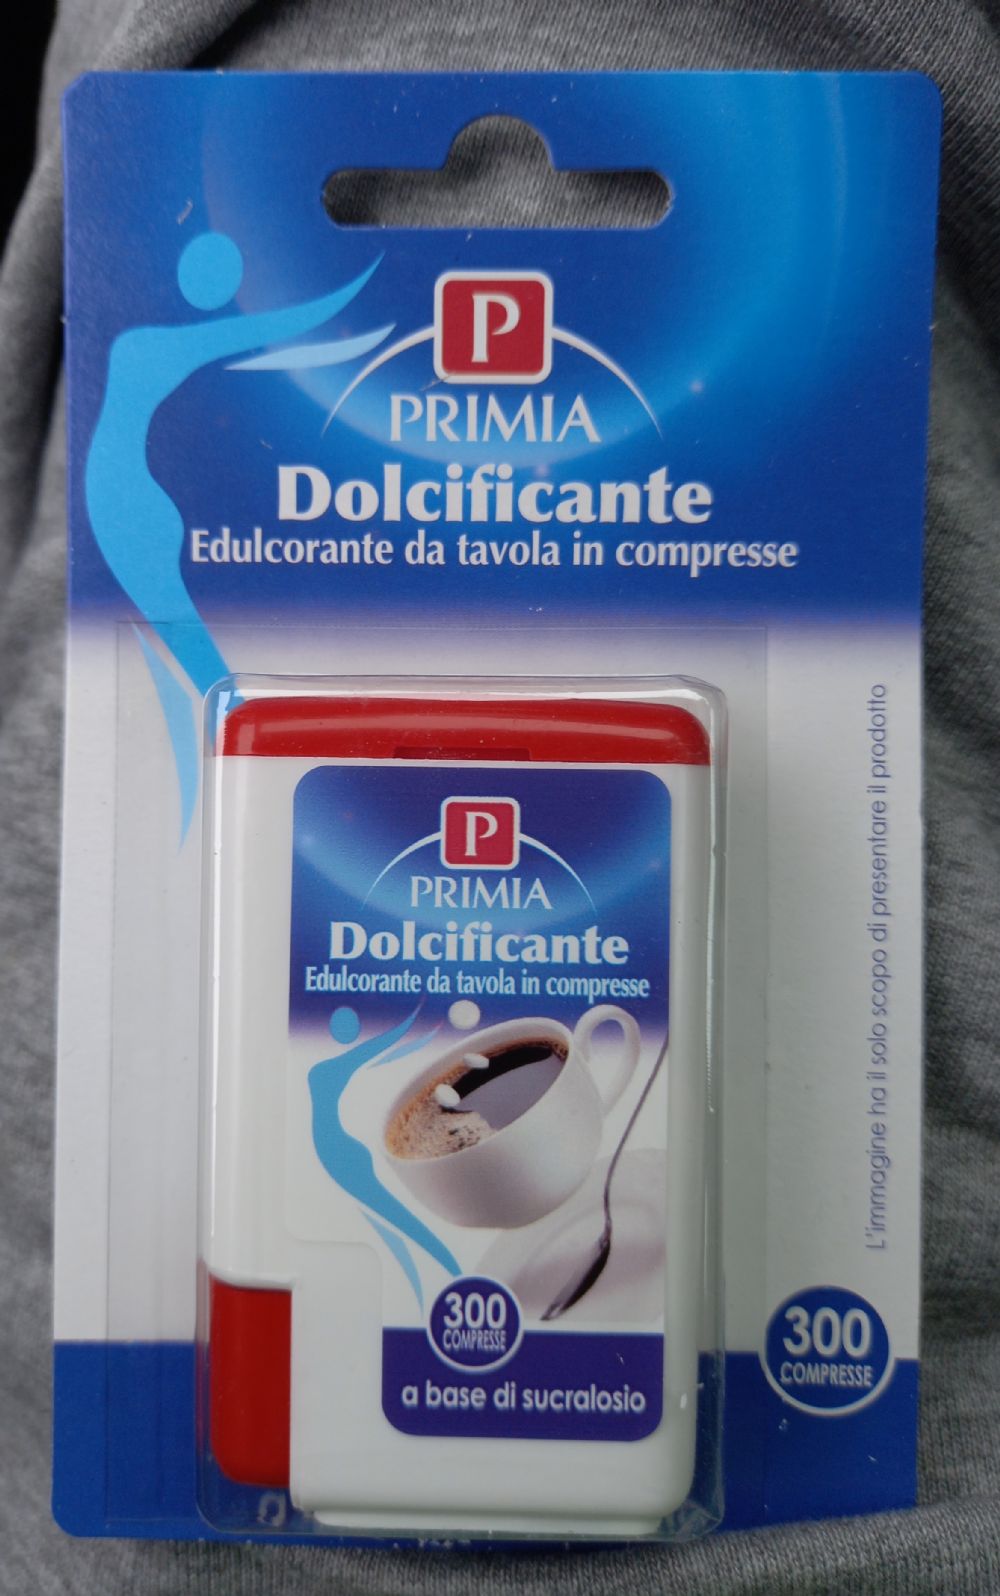 P
PRIMIA
Dolcificante
Edulcorante da tavola in compresse
P
PRIMIA
Dolcificante
Edulcorante da tavola in compresse
300
COMPRESSE
a base di sucralosio
L'immagine ha il solo scopo di presentare il prodotto
300
COMPRESSE